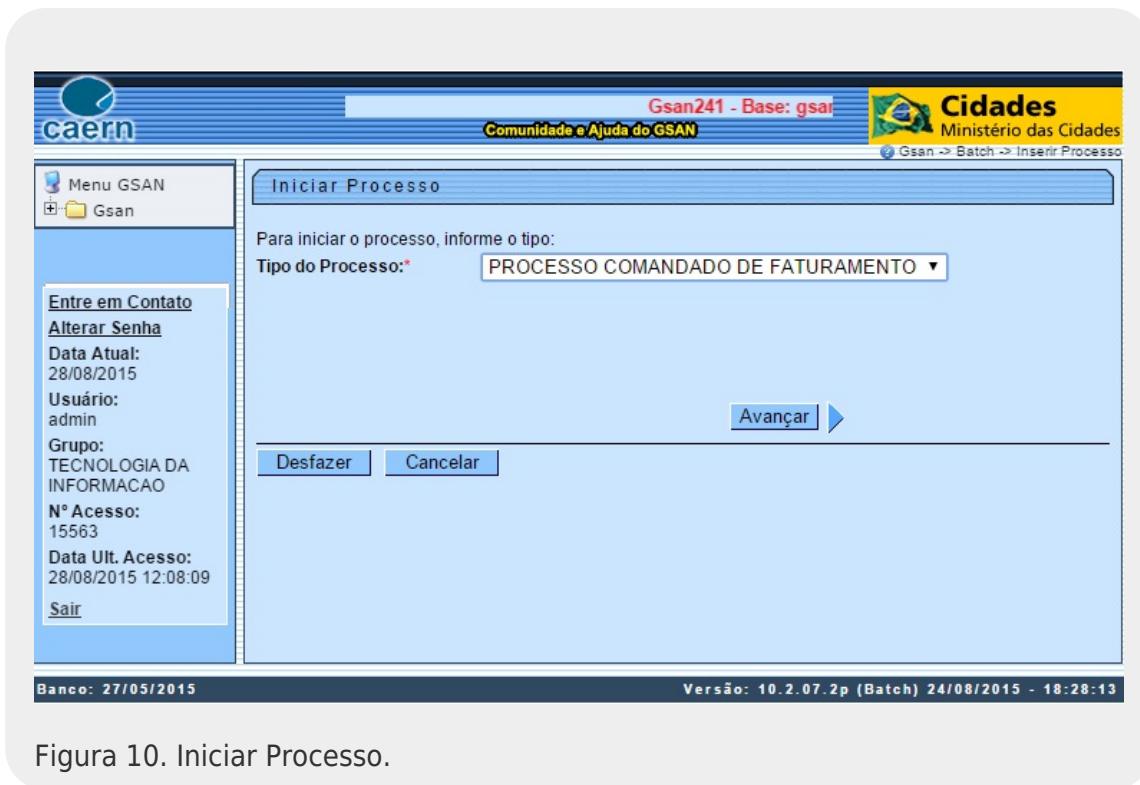 caern
Gsan241 - Base: gsan
Comunidade e Ajuda do GSAN
Cidades
Ministério das Cidades
Gsan -> Batch -> Inserir Processo
Menu GSAN
Gsan
Iniciar Processo
Para iniciar o processo, informe o tipo:
Tipo do Processo:* PROCESSO COMANDADO DE FATURAMENTO
Avançar
Desfazer Cancelar
Entre em Contato
Alterar Senha
Data Atual:
28/08/2015
Usuário:
admin
Grupo:
TECNOLOGIA DA
INFORMACAO
Nº Acesso:
15563
Data Ult. Acesso:
28/08/2015 12:08:09
Sair
Banco: 27/05/2015 Versão: 10.2.07.2p (Batch) 24/08/2015 - 18:28:13
Figura 10. Iniciar Processo.